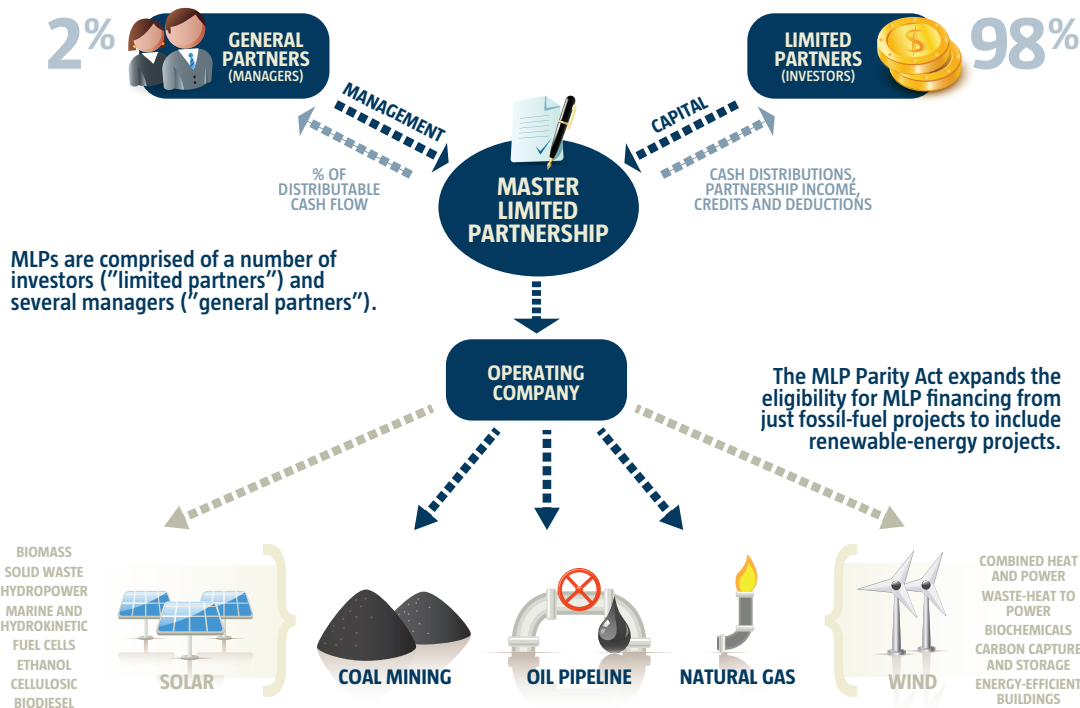 2%
GENERAL
PARTNERS
(MANAGERS)
LIMITED
PARTNERS
(INVESTORS)
98%
MANAGEMENT
CAPITAL
% OF
DISTRIBUTABLE
CASH FLOW
CASH DISTRIBUTIONS,
PARTNERSHIP INCOME,
CREDITS AND DEDUCTIONS
MASTER
LIMITED
PARTNERSHIP
MLPs are comprised of a number of
investors (”limited partners”) and
several managers (”general partners”).
OPERATING
COMPANY
The MLP Parity Act expands the
eligibility for MLP financing from
just fossil-fuel projects to include
renewable-energy projects.
BIOMASS
SOLID WASTE
HYDROPOWER
MARINE AND
HYDROKINETIC
FUEL CELLS
ETHANOL
CELLULOSIC
BIODIESEL
SOLAR
COAL MINING
OIL PIPELINE
NATURAL GAS
WIND
COMBINED HEAT
AND POWER
WASTE-HEAT TO
POWER
BIOCHEMICALS
CARBON CAPTURE
AND STORAGE
ENERGY-EFFICIENT
BUILDINGS